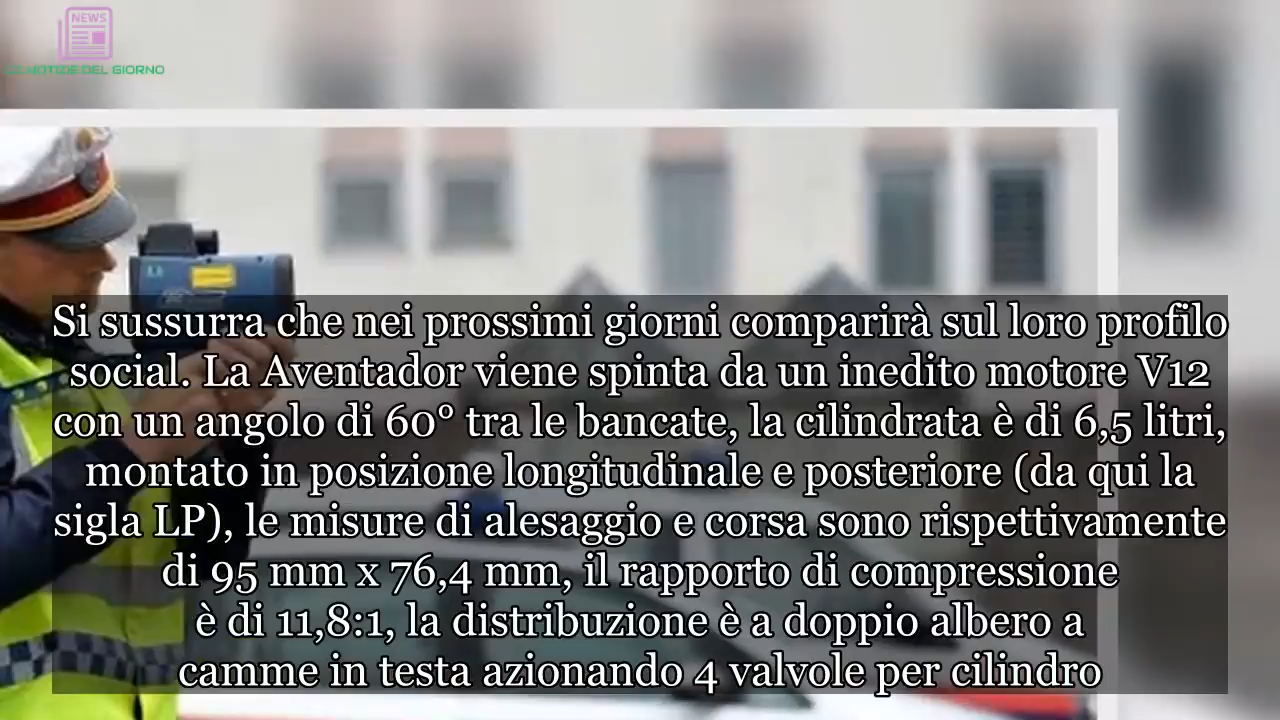 NEWS
NOTIZIE DEL GIORNO
Si sussurra che nei prossimi giorni comparirà sul loro profilo
social. La Aventador viene spinta da un inedito motore V12
con un angolo di 60° tra le bancate, la cilindrata è di 6,5 litri,
montato in posizione longitudinale e posteriore (da qui la
sigla LP), le misure di alesaggio e corsa sono rispettivamente
di 95 mm x 76,4 mm, il rapporto di compressione
è di 11,8:1, la distribuzione è a doppio albero a
camme in testa azionando 4 valvole per cilindro